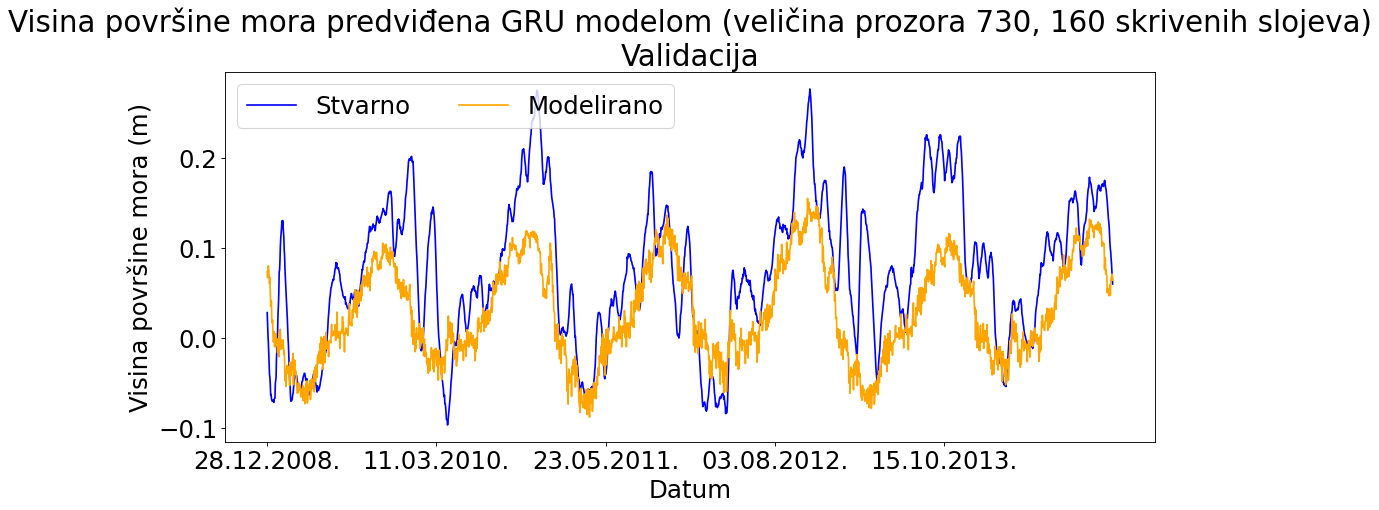 Visina površine mora predviđena GRU modelom (veličina prozora 730, 160 skrivenih slojeva)
Validacija
Stvarno
Modelirano
Visina površine mora (m)
0.2
0.1
0.0
−0.1
28.12.2008.
11.03.2010.
23.05.2011.
03.08.2012.
15.10.2013.
Datum